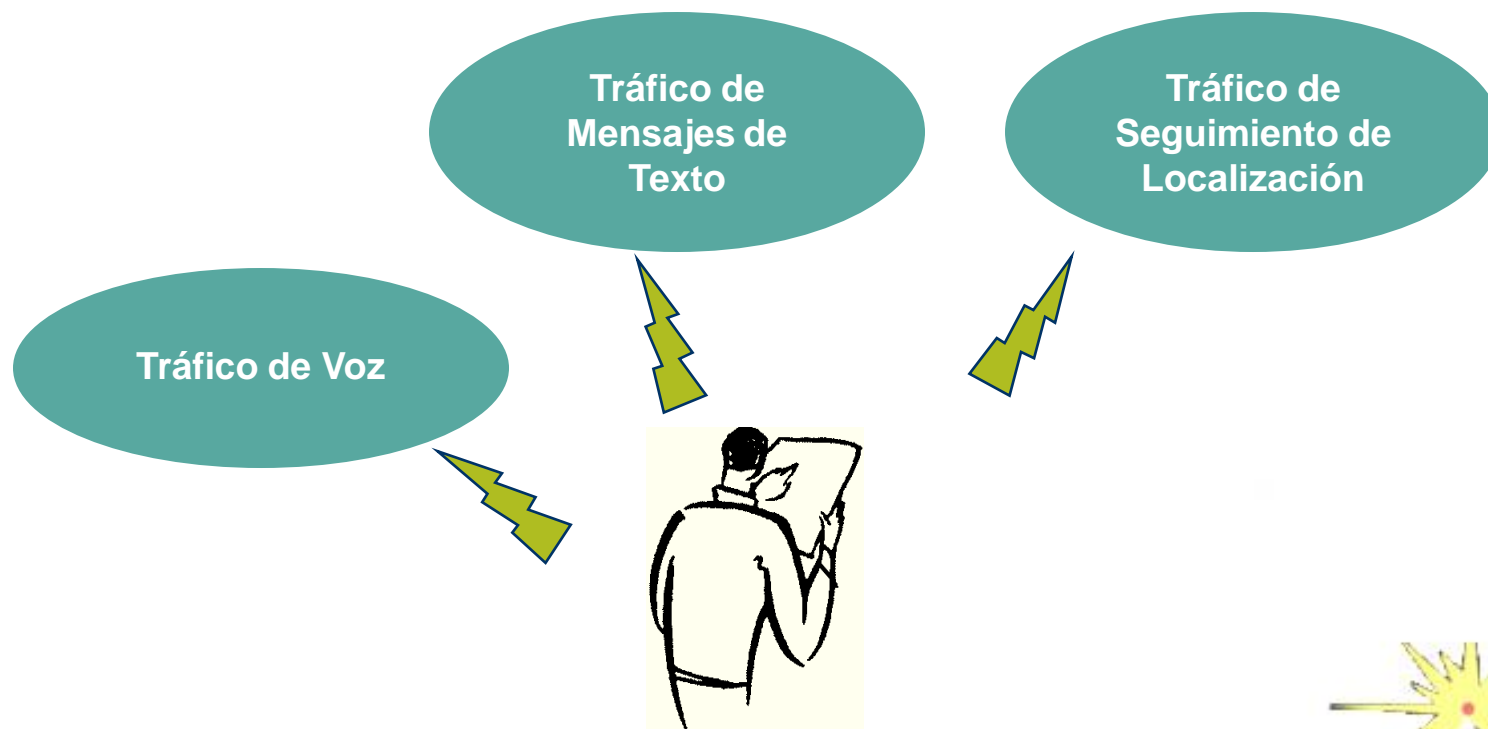 Tráfico de
Mensajes de
Texto
Tráfico de
Seguimiento de
Localización
Tráfico de Voz